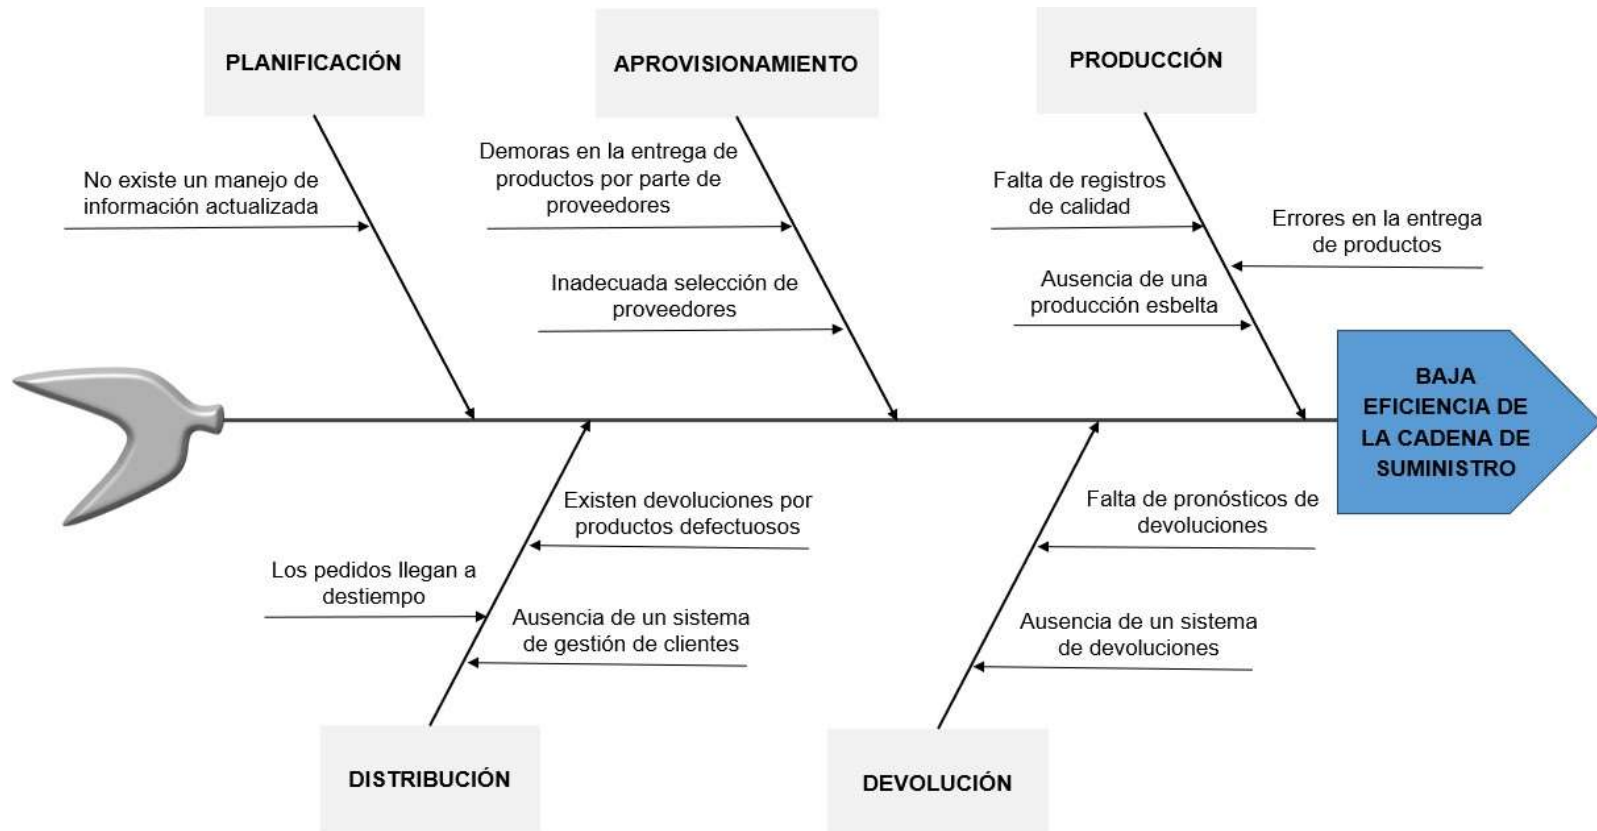 PLANIFICACIÓN
APROVISIONAMIENTO
PRODUCCIÓN
No existe un manejo de
información actualizada
Demoras en la entrega de
productos por parte de
proveedores
Inadecuada selección de
proveedores
Falta de registros
de calidad
Errores en la entrega
de productos
Ausencia de una
producción esbelta
BAJA
EFICIENCIA DE
LA CADENA DE
SUMINISTRO
Existen devoluciones por
productos defectuosos
Los pedidos llegan a
destiempo
Ausencia de un sistema
de gestión de clientes
Falta de pronósticos de
devoluciones
Ausencia de un sistema
de devoluciones
DISTRIBUCIÓN
DEVOLUCIÓN